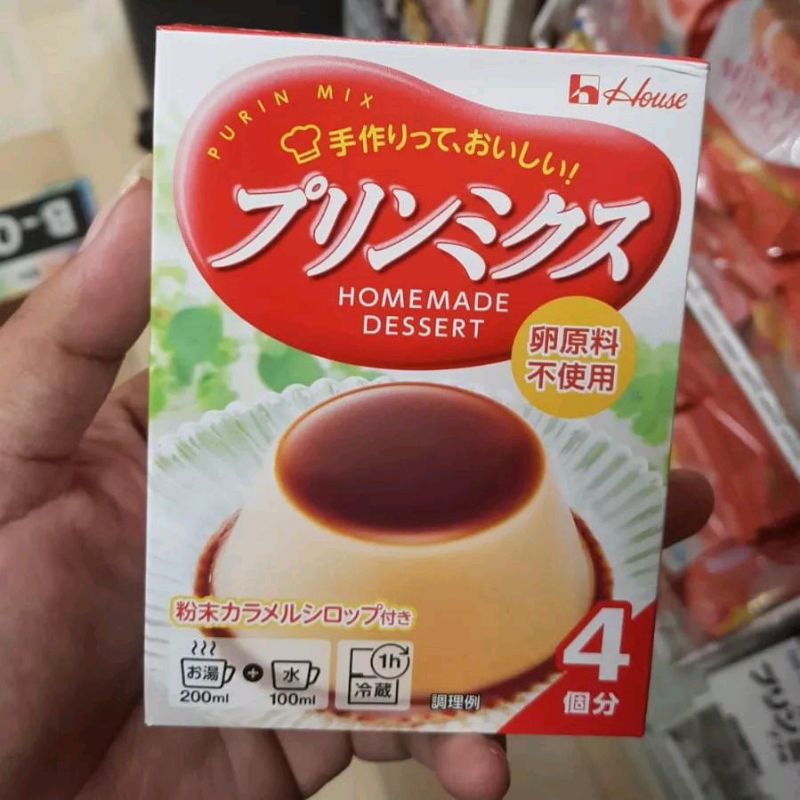 House
PURIN MIX
手作りって、おいしい!
プリンミクス
HOMEMADE
DESSERT
卵原料
不使用
粉末カラメルシロップ付き
お湯
200ml
+
水
100ml
1h
冷蔵
調理例
4
個分